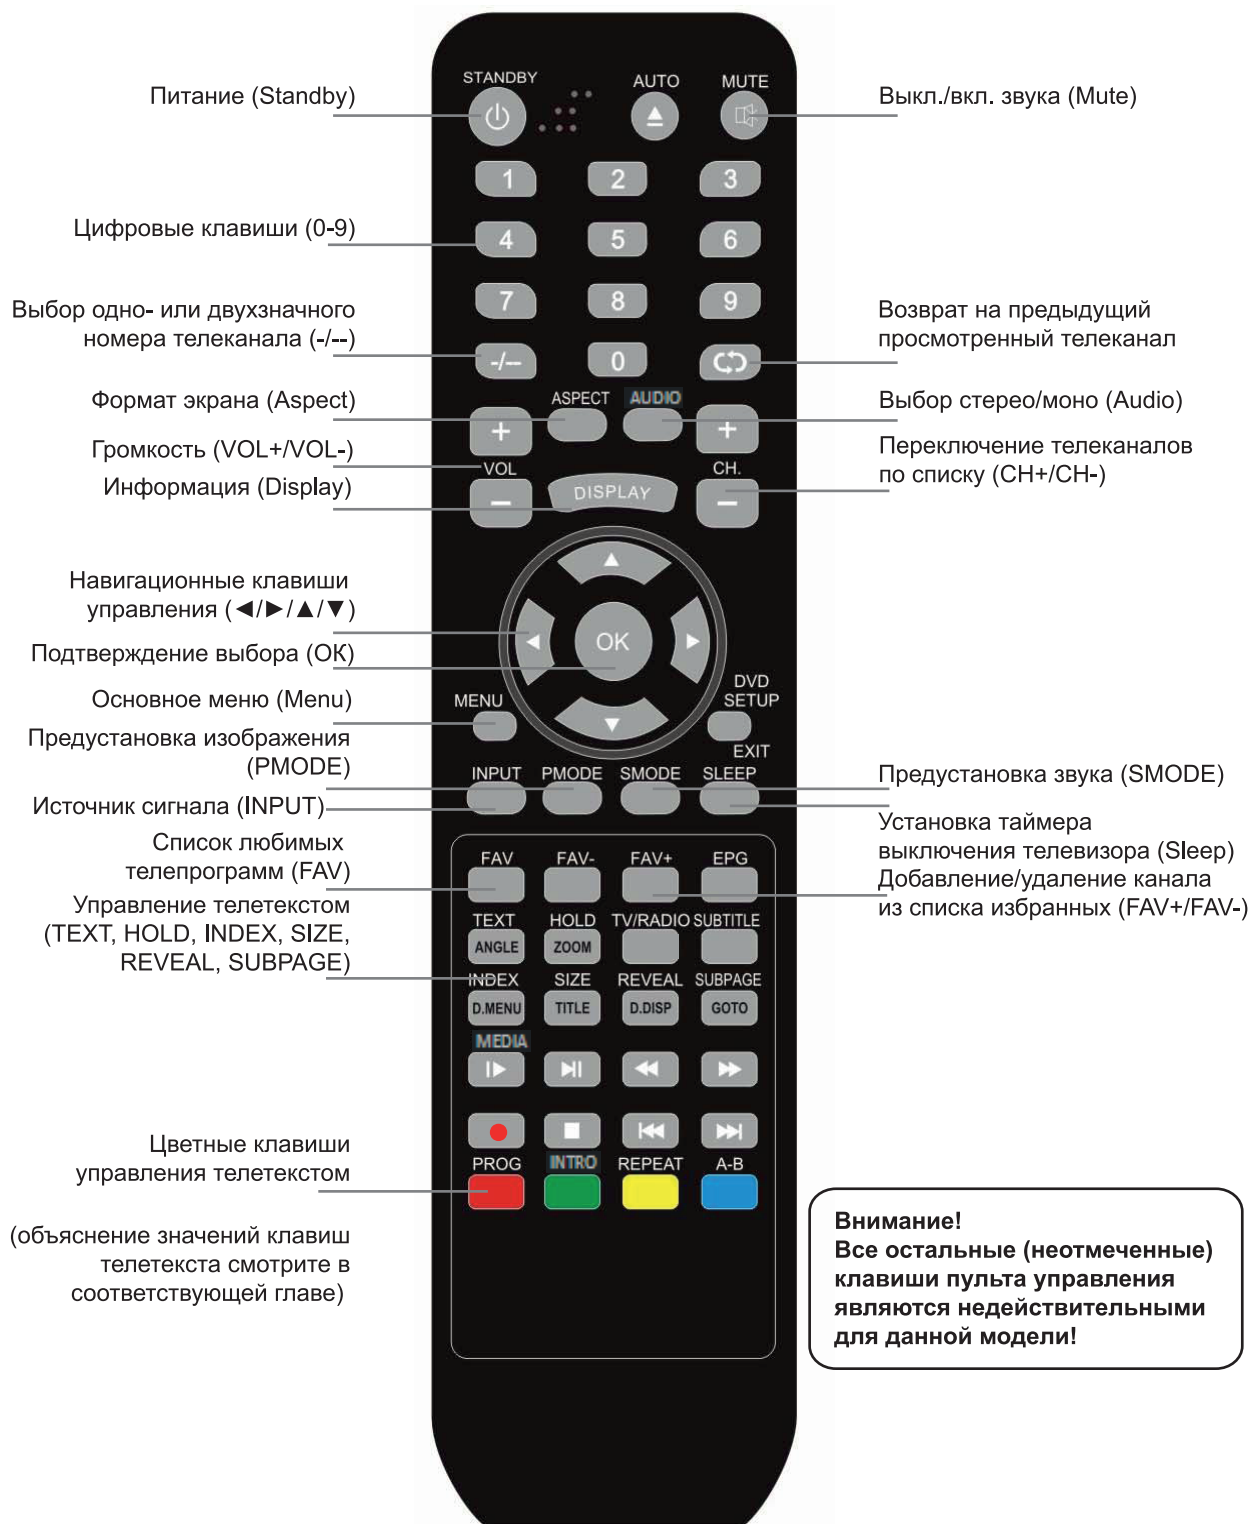 Питание (Standby)
Цифровые клавиши (0-9)
Выбор одно- или двухзначного
номера телеканала (-/--)
Формат экрана (Aspect)
Громкость (VOL+/VOL-)
Информация (Display)
Навигационные клавиши
управления (◄/►/▲/▼)
Подтверждение выбора (ОК)
Основное меню (Menu)
Предустановка изображения
(PMODE)
Источник сигнала (INPUT)
Список любимых
телепрограмм (FAV)
Управление телетекстом
(TEXT, HOLD, INDEX, SIZE,
REVEAL, SUBPAGE)
Цветные клавиши
управления телетекстом
(объяснение значений клавиш
телетекста смотрите в
соответствующей главе)
STANDBY AUTO MUTE
1 2 3
4 5 6
7 8 9
-/-- 0
ASPECT AUDIO
+ +
VOL CH.
DISPLAY
− −
▲
◄ OK ►
▼
MENU
DVD
SETUP
EXIT
INPUT PMODE SMODE SLEEP
FAV FAV- FAV+ EPG
TEXT HOLD TV/RADIO SUBTITLE
ANGLE ZOOM
INDEX SIZE REVEAL SUBPAGE
D.MENU TITLE D.DISP GOTO
MEDIA
PROG INTRO REPEAT A-B
Выкл./вкл. звука (Mute)
Возврат на предыдущий
просмотренный телеканал
Выбор стерео/моно (Audio)
Переключение телеканалов
по списку (CH+/CH-)
Предустановка звука (SMODE)
Установка таймера
выключения телевизора (Sleep)
Добавление/удаление канала
из списка избранных (FAV+/FAV-)
Внимание!
Все остальные (неотмеченные)
клавиши пульта управления
являются недействительными
для данной модели!